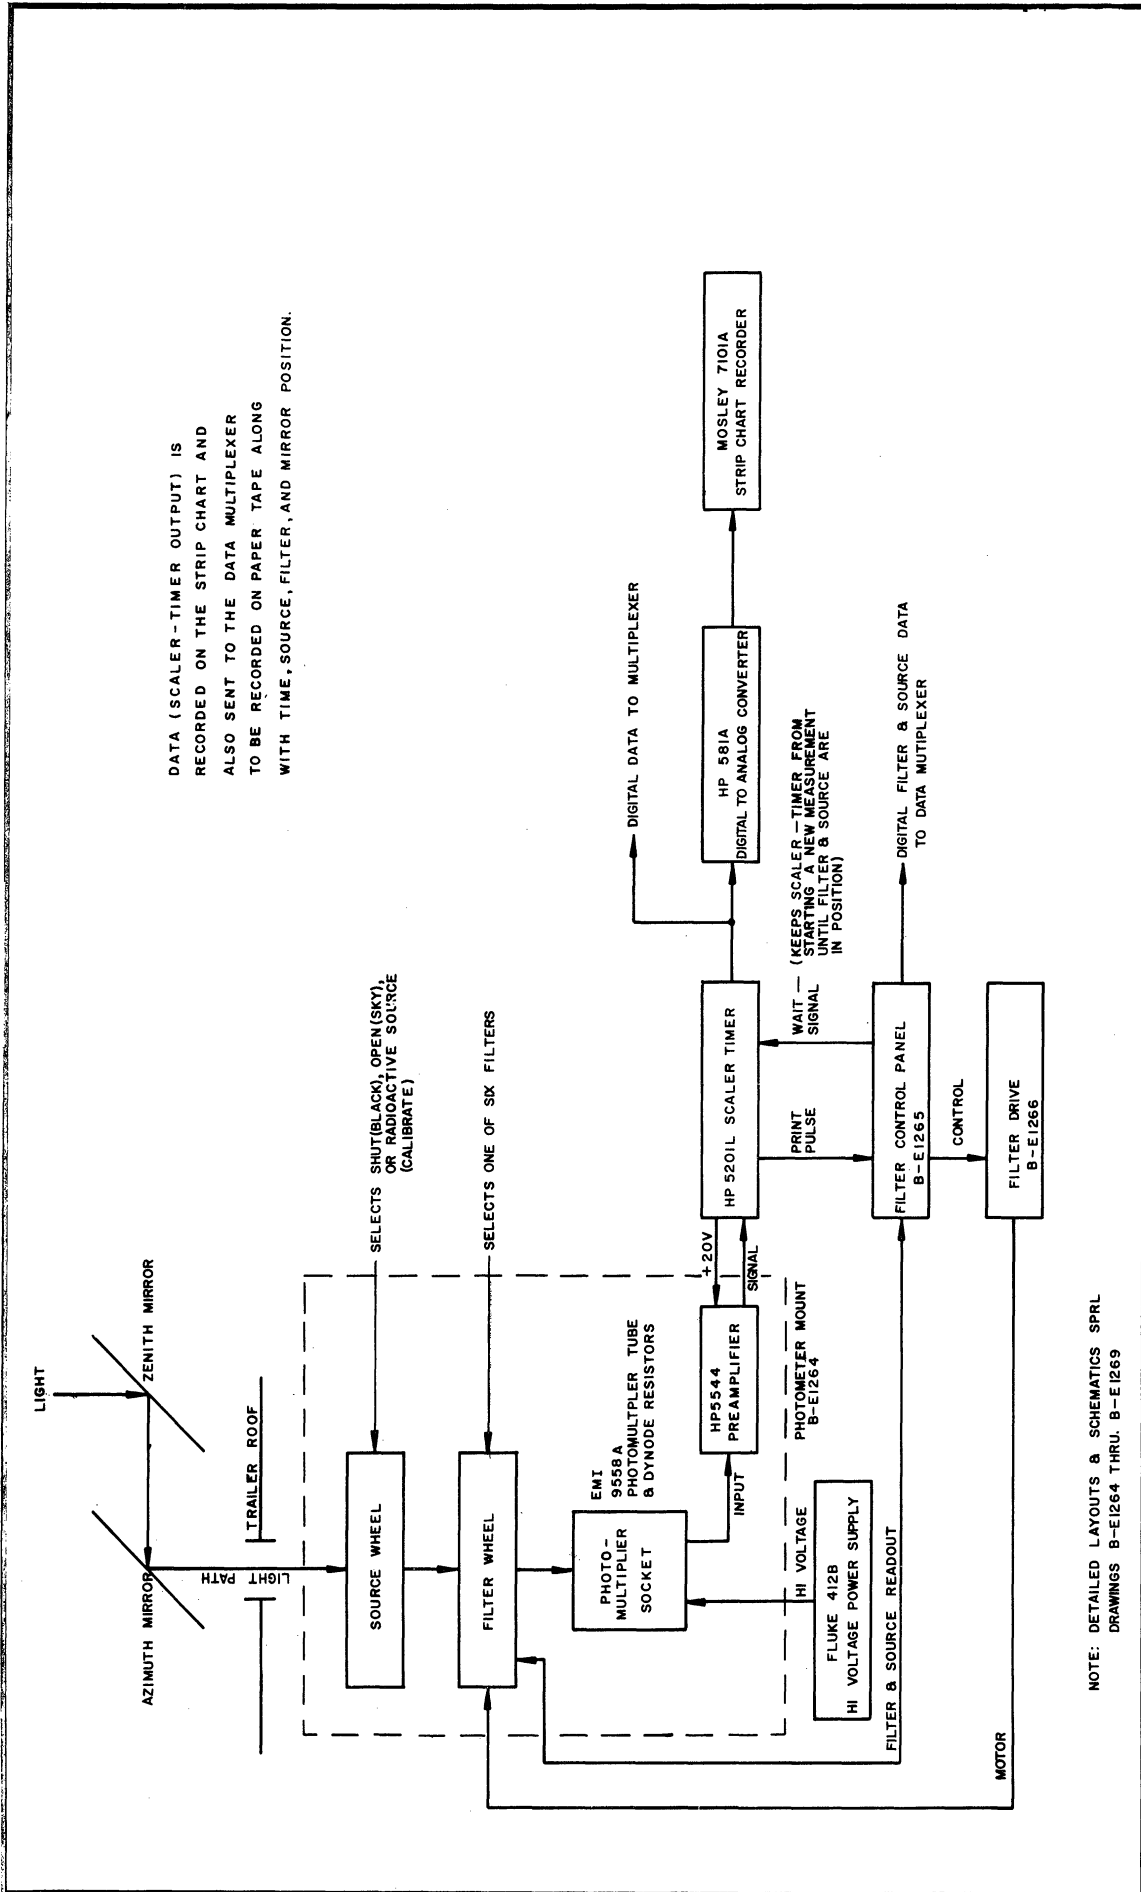 LIGHT
AZIMUTH MIRROR
ZENITH MIRROR
LIGHT PATH
TRAILER ROOF
DATA (SCALER-TIMER OUTPUT) IS
RECORDED ON THE STRIP CHART AND
ALSO SENT TO THE DATA MULTIPLEXER
TO BE RECORDED ON PAPER TAPE ALONG
WITH TIME, SOURCE, FILTER, AND MIRROR POSITION.
SOURCE WHEEL
SELECTS SHUT(BLACK), OPEN(SKY),
OR RADIOACTIVE SOURCE
(CALIBRATE)
FILTER WHEEL
SELECTS ONE OF SIX FILTERS
PHOTO-
MULTIPLIER
SOCKET
EMI
9558A
PHOTOMULTPLER TUBE
& DYNODE RESISTORS
INPUT
HP5544
PREAMPLIFIER
+20V
SIGNAL
HP 5201L SCALER TIMER
DIGITAL DATA TO MULTIPLEXER
HP 581A
DIGITAL TO ANALOG CONVERTER
MOSLEY 7101A
STRIP CHART RECORDER
HI VOLTAGE
PHOTOMETER MOUNT
B-E1264
PRINT
PULSE
WAIT — (KEEPS SCALER-TIMER FROM
SIGNAL STARTING A NEW MEASUREMENT
UNTIL FILTER & SOURCE ARE
IN POSITION)
FLUKE 412B
HI VOLTAGE POWER SUPPLY
FILTER & SOURCE READOUT
FILTER CONTROL PANEL
B-E1265
DIGITAL FILTER & SOURCE DATA
TO DATA MUTIPLEXER
CONTROL
MOTOR
FILTER DRIVE
B-E1266
NOTE: DETAILED LAYOUTS & SCHEMATICS SPRL
DRAWINGS B-E1264 THRU. B-E1269